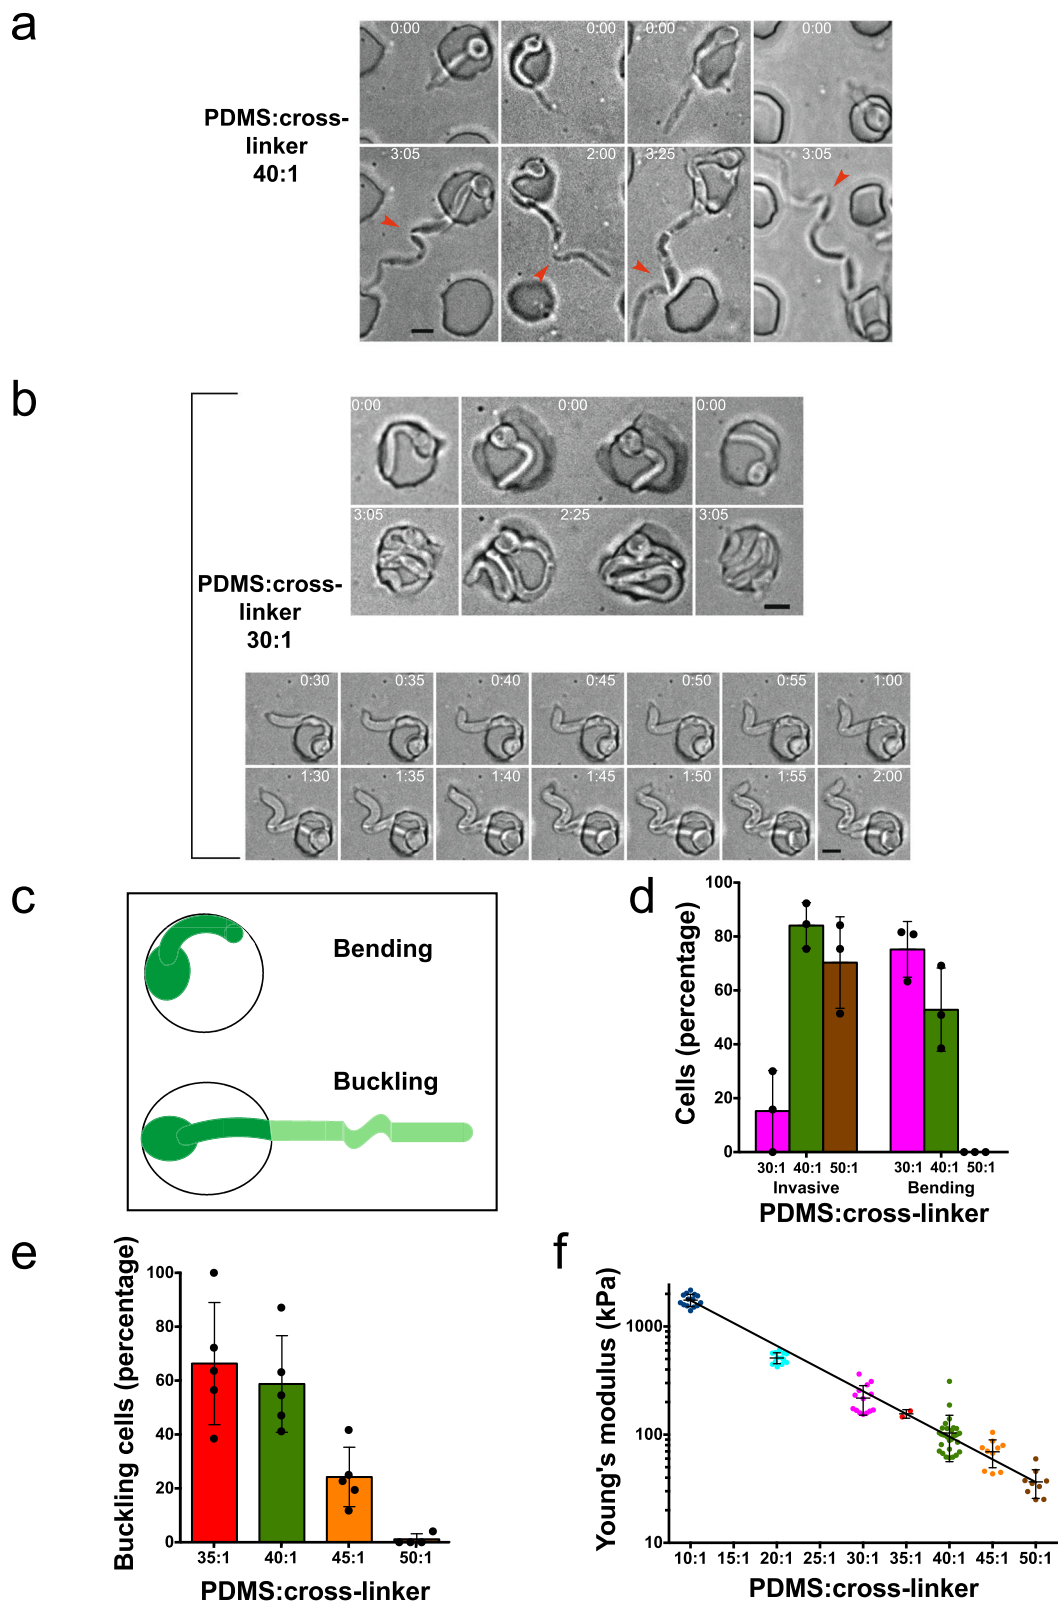 a
PDMS:cross-
linker
40:1
0:00
0:00
0:00
0:00
3:05
2:00
3:25
3:05
b
PDMS:cross-
linker
30:1
0:00
0:00
0:00
3:05
2:25
3:05
0:30
0:35
0:40
0:45
0:50
0:55
1:00
1:30
1:35
1:40
1:45
1:50
1:55
2:00
c
Bending
Buckling
d
Cells (percentage)
100
80
60
40
20
0
30:1 40:1 50:1 30:1 40:1 50:1
Invasive Bending
PDMS:cross-linker
e
Buckling cells (percentage)
100
80
60
40
20
0
35:1 40:1 45:1 50:1
PDMS:cross-linker
f
Young's modulus (kPa)
1000
100
10
10:1 15:1 20:1 25:1 30:1 35:1 40:1 45:1 50:1
PDMS:cross-linker